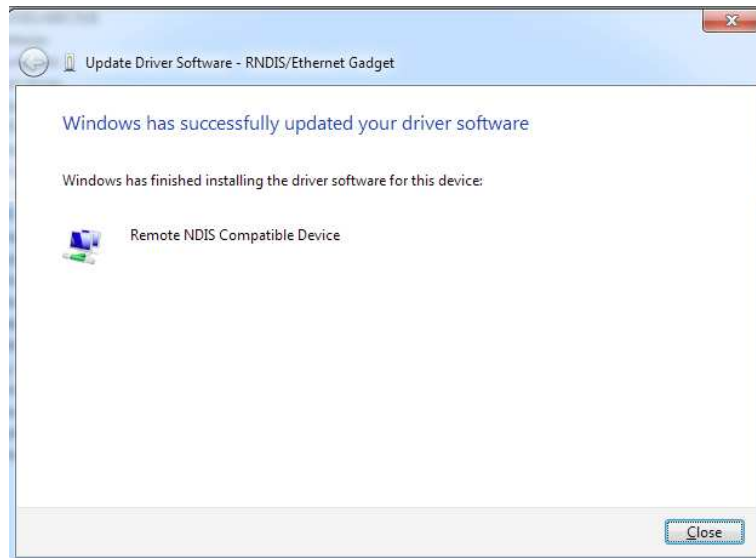 Update Driver Software - RNDIS/Ethernet Gadget
Windows has successfully updated your driver software
Windows has finished installing the driver software for this device:
Remote NDIS Compatible Device
Close